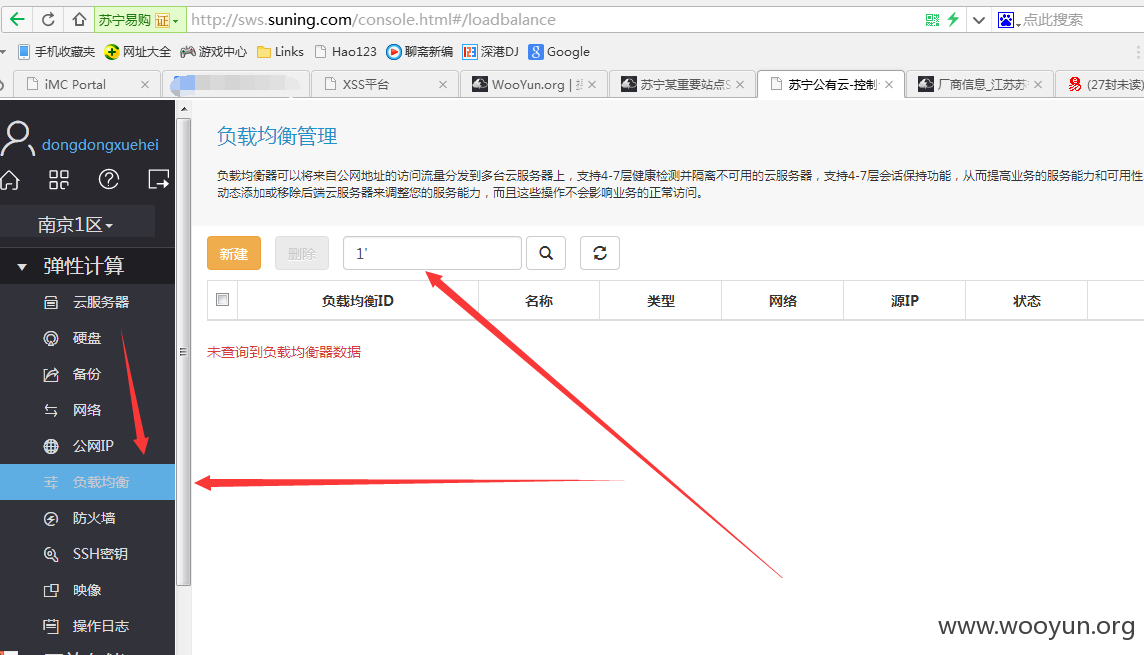 苏宁易购 证 http://sws.suning.com/console.html#/loadbalance 点此搜索
手机收藏夹 网址大全 游戏中心 Links Hao123 聊斋新编 深港DJ Google
iMC Portal XSS平台 WooYun.org | 苏宁某重要站点S 苏宁公有云-控制 厂商信息_江苏苏 (27封未读)
dongdongxuehei
南京1区
弹性计算
云服务器
硬盘
备份
网络
公网IP
负载均衡
防火墙
SSH密钥
映像
操作日志
负载均衡管理
负载均衡器可以将来自公网地址的访问流量分发到多台云服务器上，支持4-7层健康检测并隔离不可用的云服务器，支持4-7层会话保持功能，从而提高业务的服务能力和可用性
动态添加或移除后端云服务器来调整您的服务能力，而且这些操作不会影响业务的正常访问。
新建 删除 1'
负载均衡ID 名称 类型 网络 源IP 状态
未查询到负载均衡器数据
www.wooyun.org